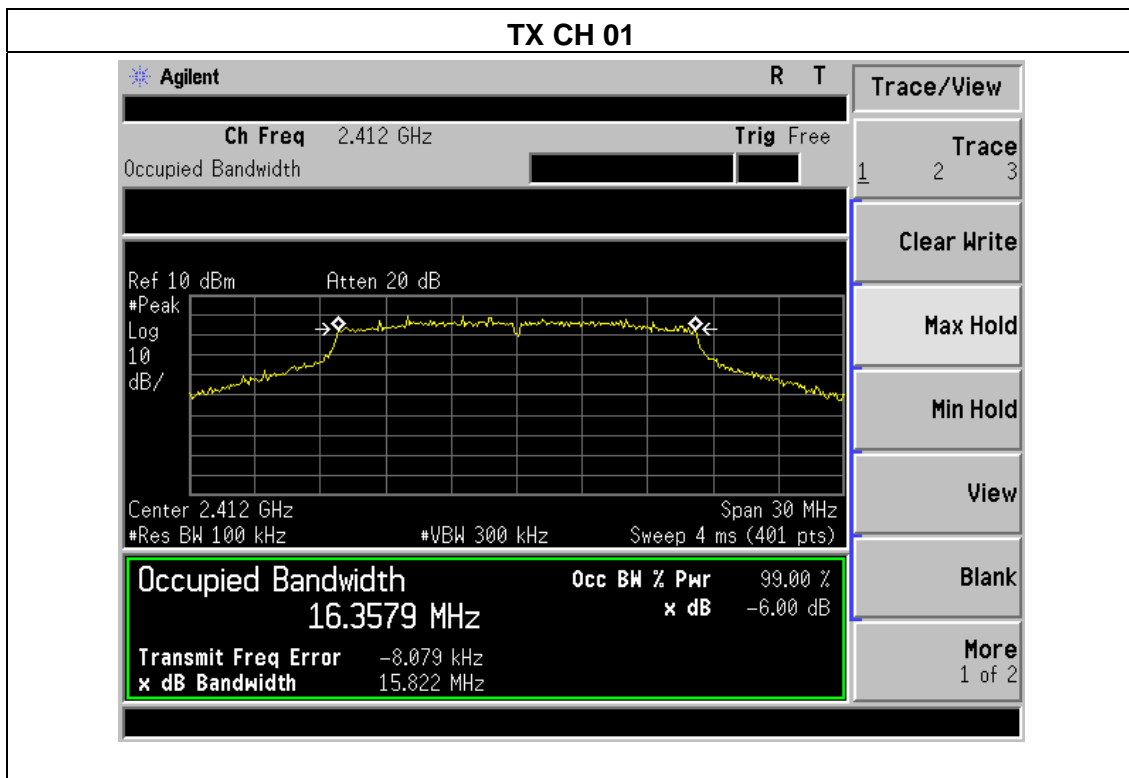 TX CH 01
Agilent R T
Ch Freq 2.412 GHz Trig Free
Occupied Bandwidth
Ref 10 dBm Atten 20 dB
#Peak
Log
10
dB/
Center 2.412 GHz Span 30 MHz
#Res BW 100 kHz #VBW 300 kHz Sweep 4 ms (401 pts)
Occupied Bandwidth Occ BW % Pwr 99.00 %
16.3579 MHz x dB -6.00 dB
Transmit Freq Error -8.079 kHz
x dB Bandwidth 15.822 MHz
Trace/View
Trace
1 2 3
Clear Write
Max Hold
Min Hold
View
Blank
More
1 of 2